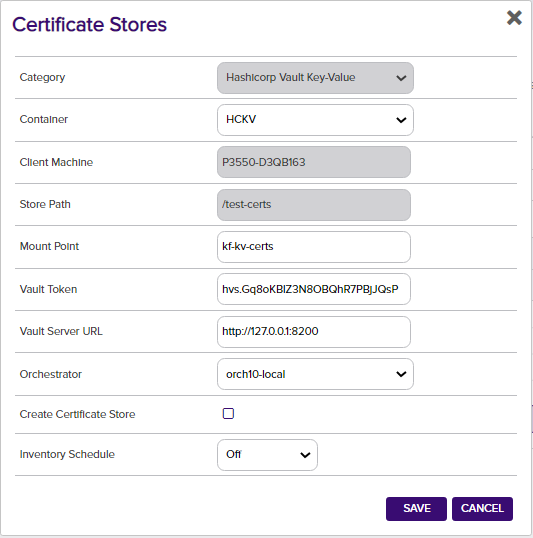 Certificate Stores
Category Hashicorp Vault Key-Value
Container HCKV
Client Machine P3550-D3QB163
Store Path /test-certs
Mount Point kf-kv-certs
Vault Token hvs.Gq8oKBIZ3N8OBQhR7PBjJQsP
Vault Server URL http://127.0.0.1:8200
Orchestrator orch10-local
Create Certificate Store
Inventory Schedule Off
SAVE CANCEL